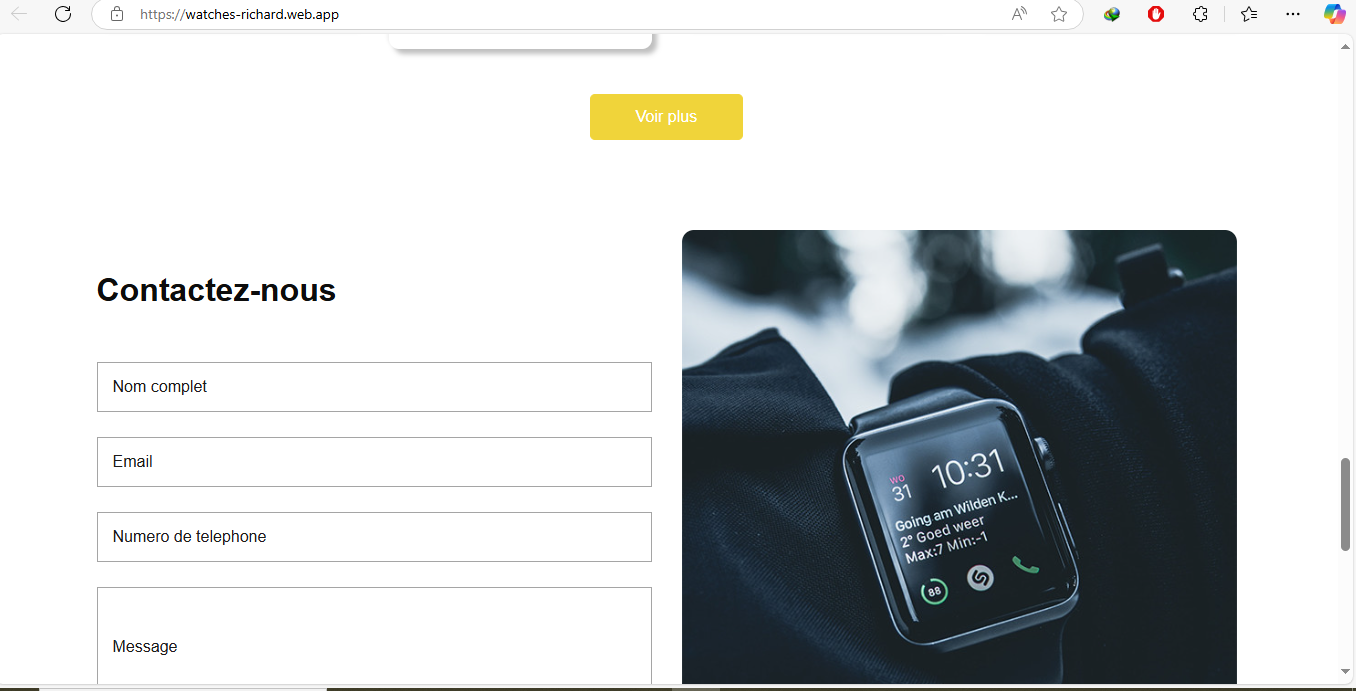 https://watches-richard.web.app
Voir plus
Contactez-nous
Nom complet
Email
Numero de telephone
Message
wo
31
10:31
Going am Wilden K...
2° Goed weer
Max:7 Min:-1
88